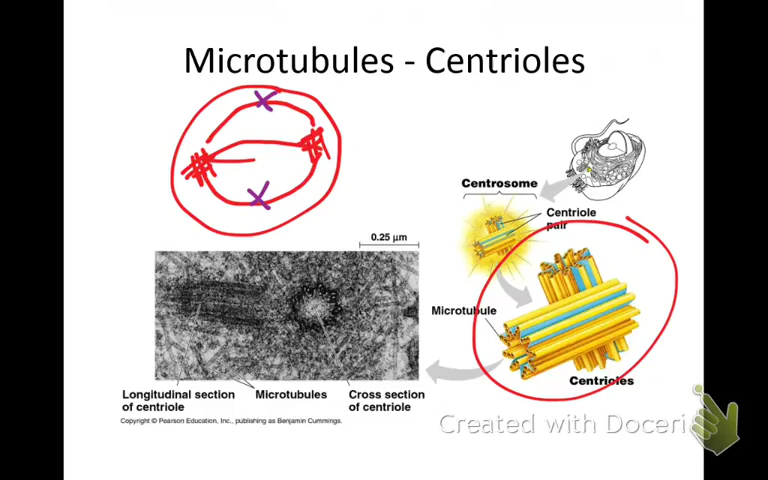 Microtubules - Centrioles
Centrosome
Centriole
pair
0.25 μm
Microtubule
Longitudinal section
of centriole
Microtubules
Cross section
of centriole
Centrioles
Copyright © Pearson Education, Inc., publishing as Benjamin Cummings.
Created with Doceri